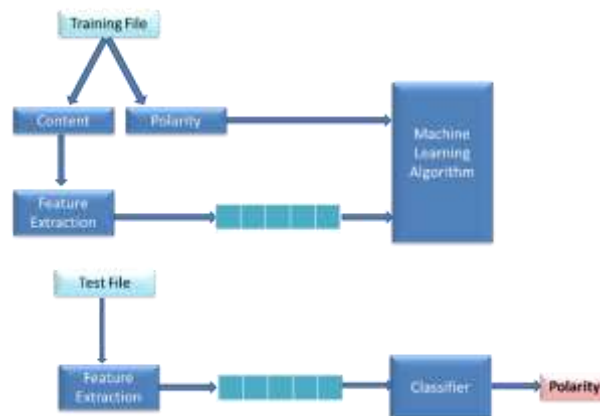 Training File
Content
Polarity
Machine
Learning
Algorithm
Feature
Extraction
Test File
Feature
Extraction
Classifier
Polarity